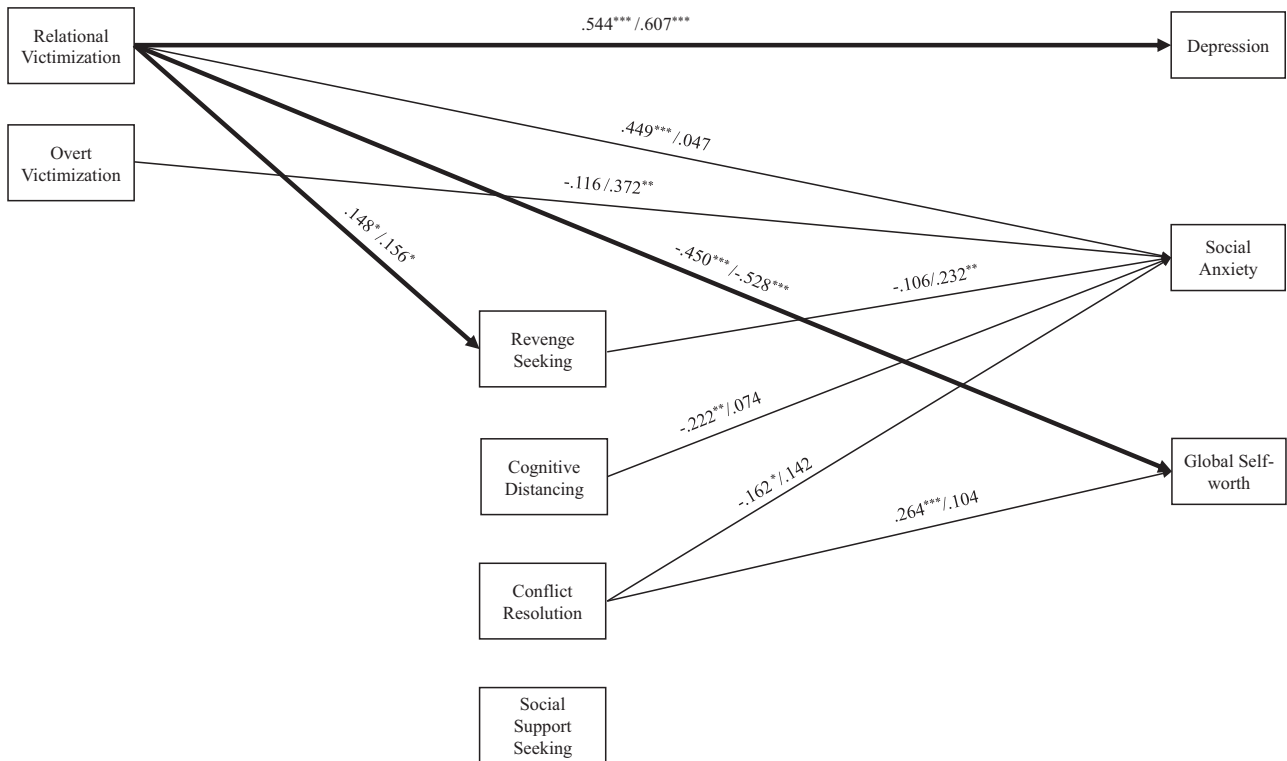 Relational
Victimization
.544***/.607***
Depression
Overt
Victimization
.449***/.047
-.116/.372**
.148*/.156*
-.450***/-.528***
Social
Anxiety
-.106/.232**
Revenge
Seeking
-.222**/.074
Cognitive
Distancing
-.162*/.142
Global Self-
worth
.264***/.104
Conflict
Resolution
Social
Support
Seeking